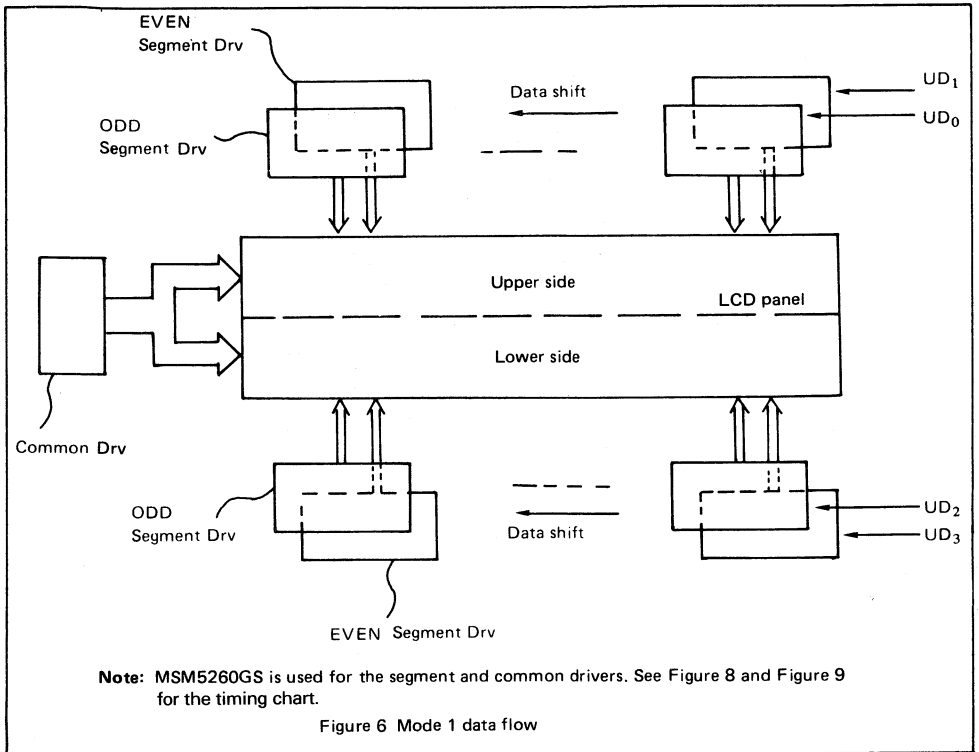 EVEN
Segment Drv
UD1
Data shift
UD0
ODD
Segment Drv
Upper side
LCD panel
Lower side
Common Drv
UD2
ODD
Segment Drv
Data shift
UD3
EVEN Segment Drv
Note: MSM5260GS is used for the segment and common drivers. See Figure 8 and Figure 9
for the timing chart.
Figure 6 Mode 1 data flow